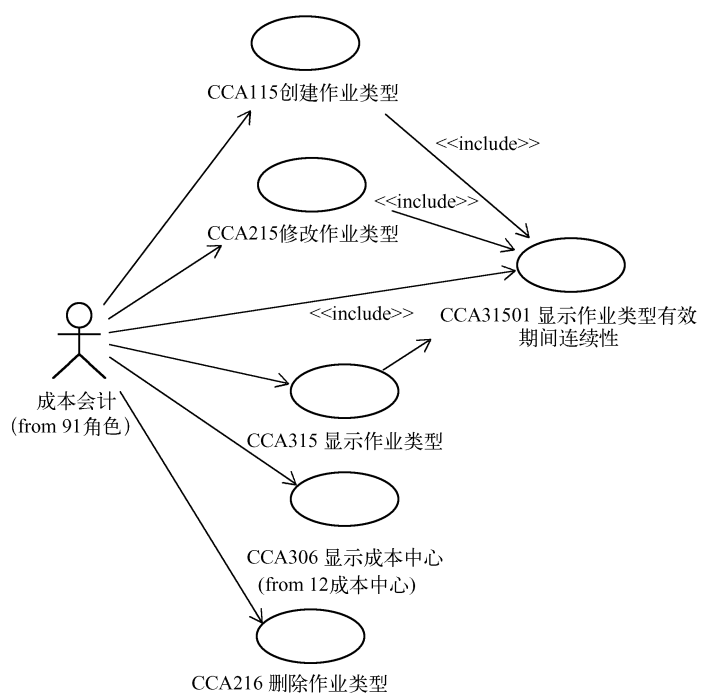 CCA115创建作业类型
<<include>>
<<include>>
CCA215修改作业类型
<<include>>
CCA31501 显示作业类型有效
期间连续性
成本会计
(from 91角色)
CCA315 显示作业类型
CCA306 显示成本中心
(from 12成本中心)
CCA216 删除作业类型